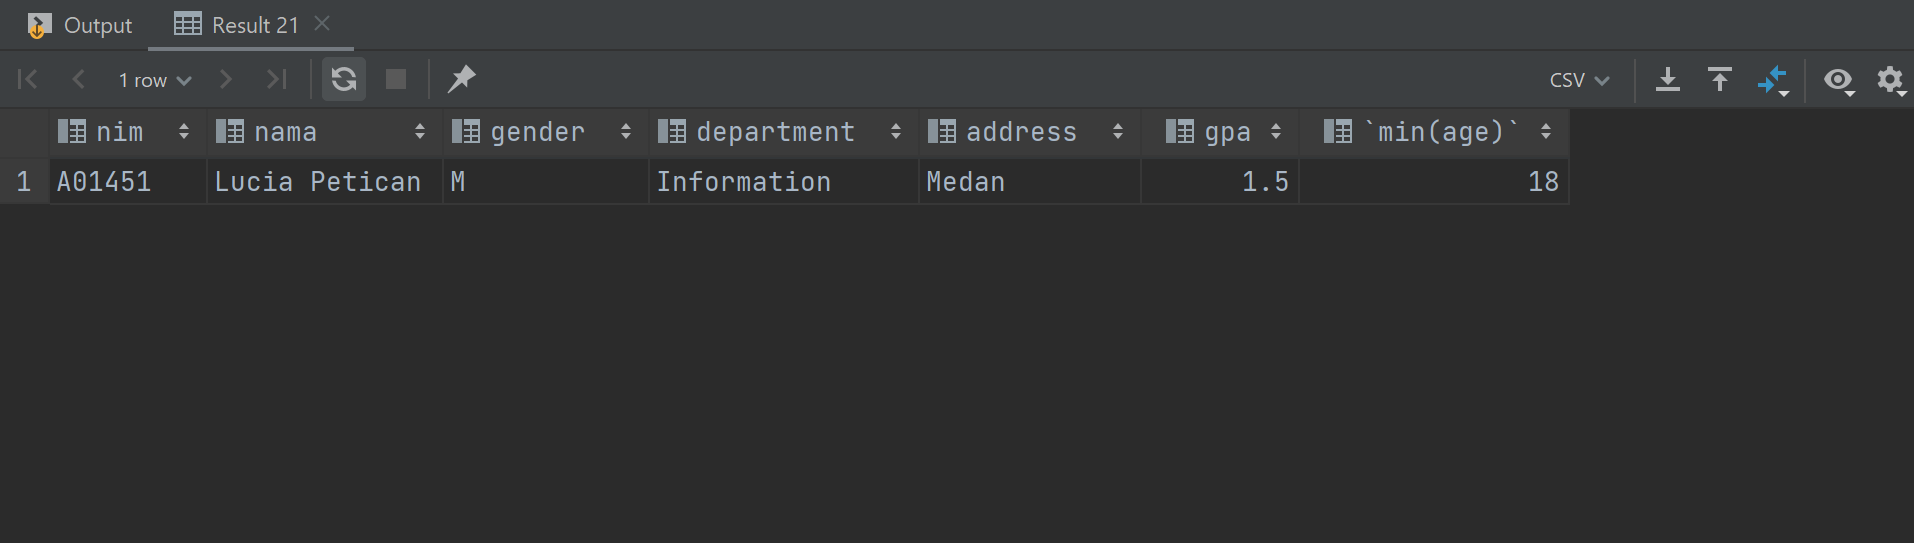 Output Result 21
1 row CSV
nim nama gender department address gpa `min(age)`
1 A01451 Lucia Petican M Information Medan 1.5 18